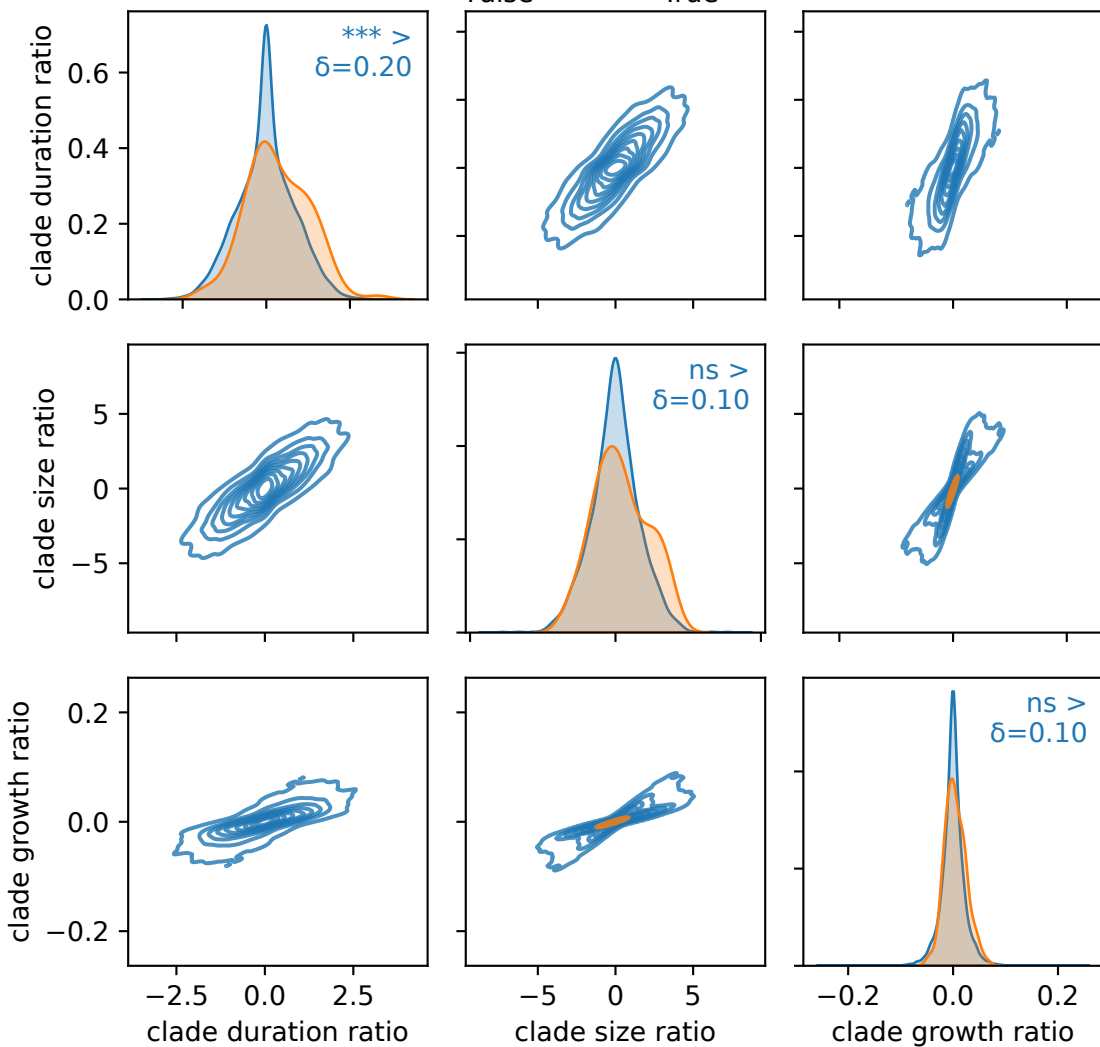 True
clade duration ratio
0.6
0.4
0.2
0.0
*** >
δ=0.20
clade size ratio
5
0
−5
ns >
δ=0.10
clade growth ratio
0.2
0.0
−0.2
ns >
δ=0.10
−2.5 0.0 2.5
−5 0 5
−0.2 0.0 0.2
clade duration ratio
clade size ratio
clade growth ratio